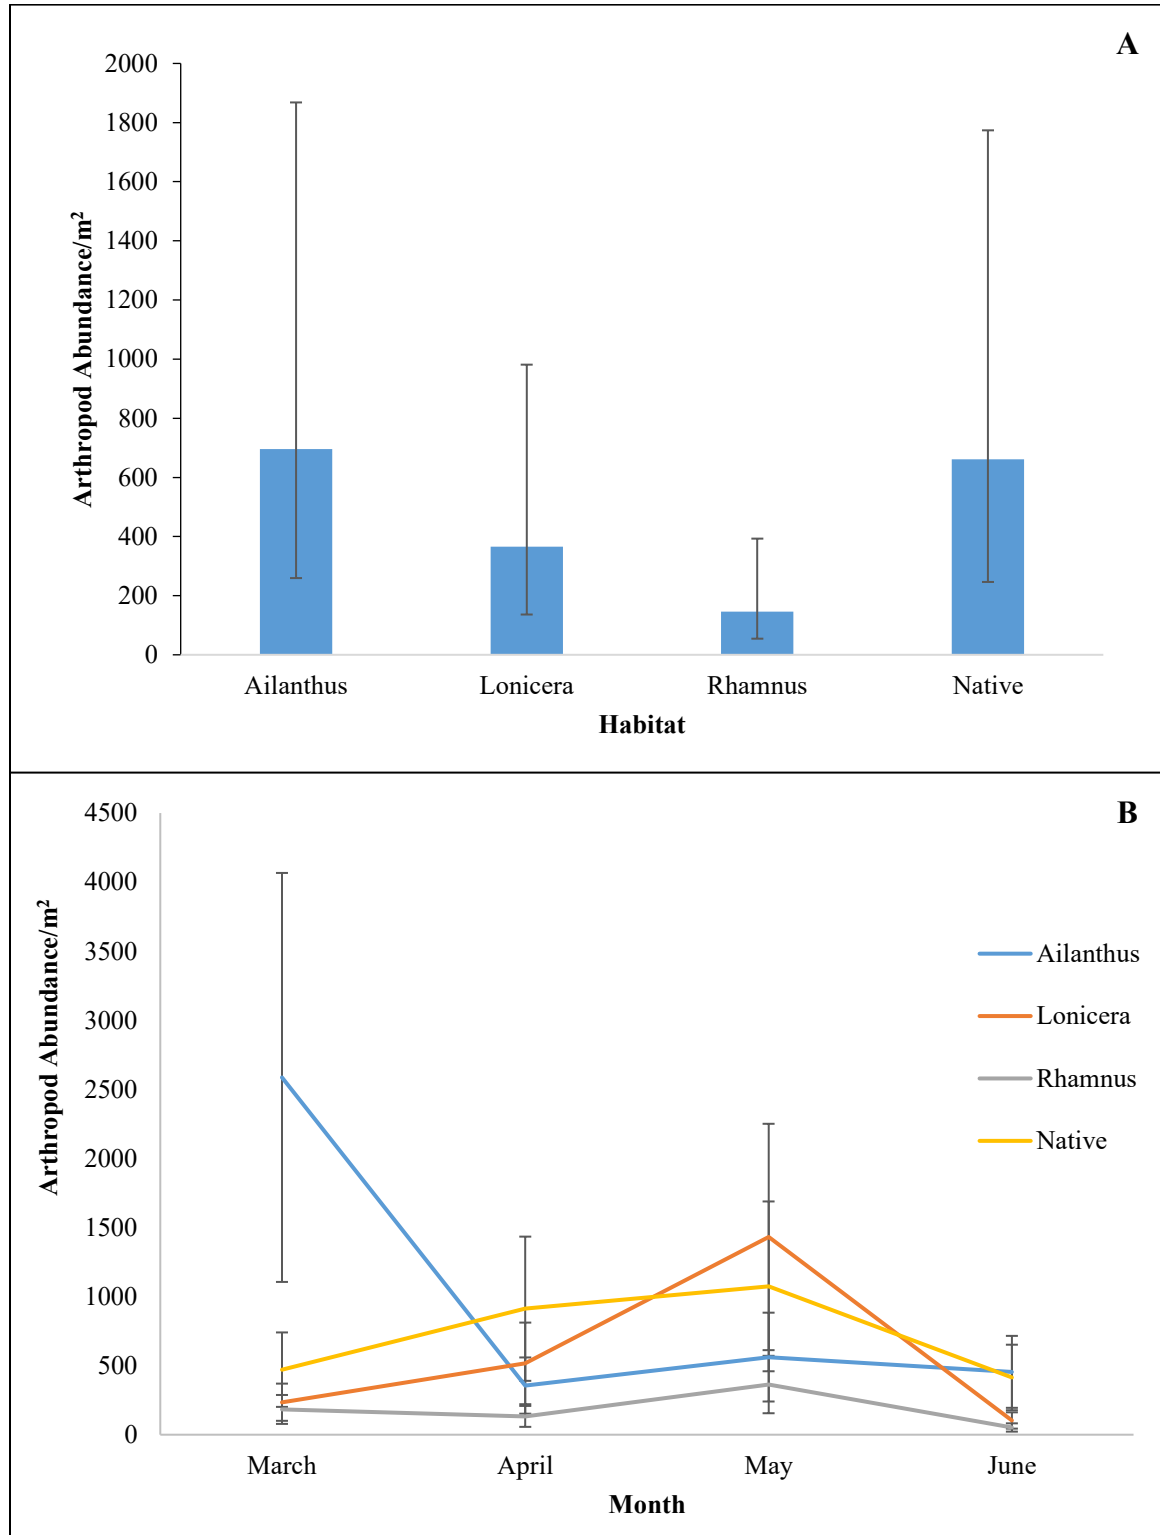 A
2000
1800
1600
1400
1200
1000
800
600
400
200
0
Arthropod Abundance/m²
Ailanthus Lonicera Rhamnus Native
Habitat
B
4500
4000
3500
3000
2500
2000
1500
1000
500
0
Arthropod Abundance/m²
Ailanthus
Lonicera
Rhamnus
Native
March April May June
Month